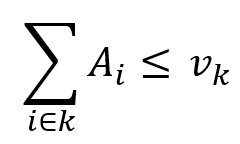 ∑_{i∈k} A_i ≤ v_k